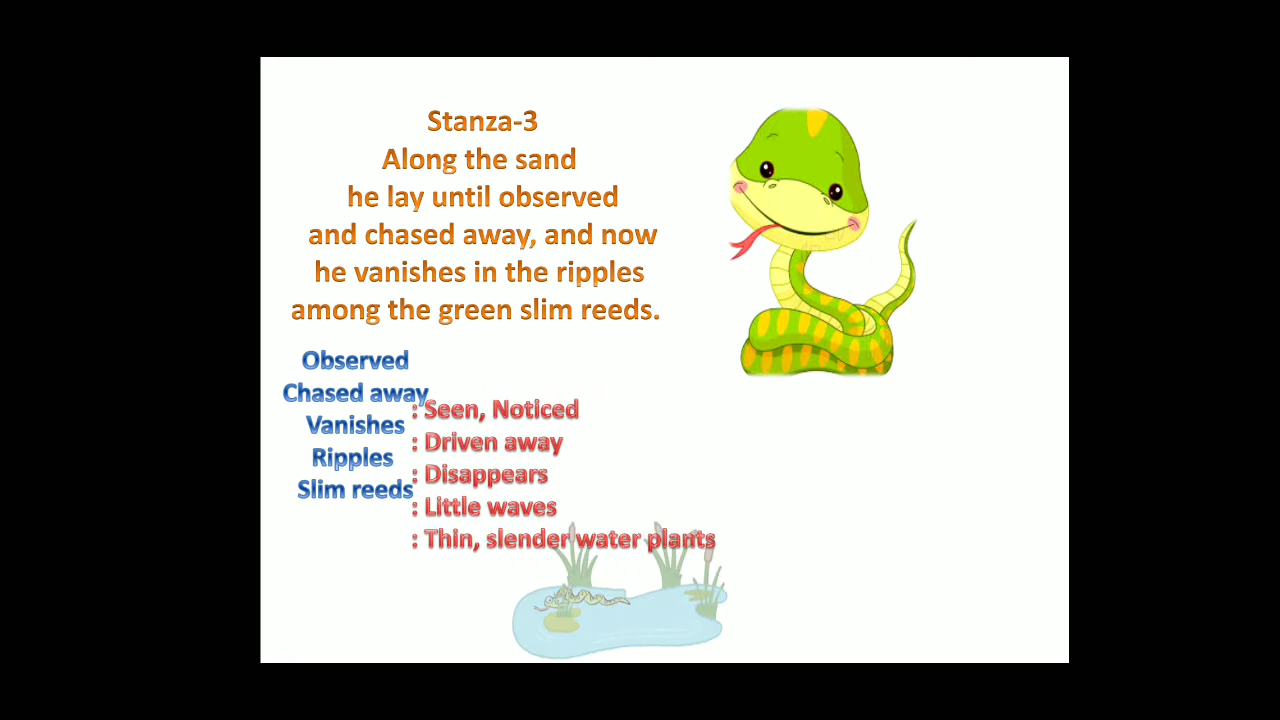 Stanza-3
Along the sand
he lay until observed
and chased away, and now
he vanishes in the ripples
among the green slim reeds.
Observed
Chased away
Vanishes
Ripples
Slim reeds
: Seen, Noticed
: Driven away
: Disappears
: Little waves
: Thin, slender water plants